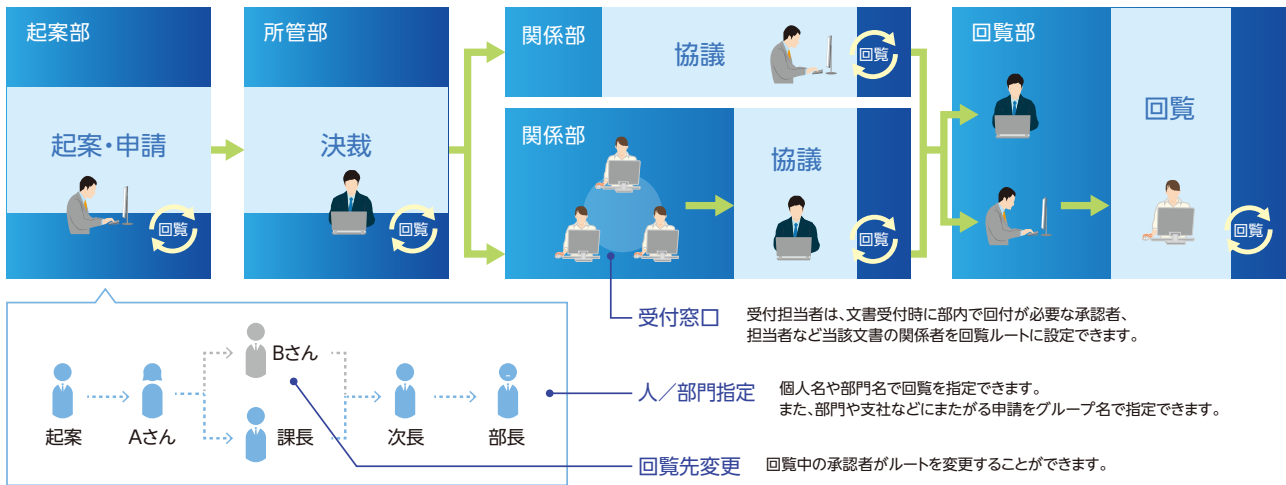 起案部
起案・申請
回覧
所管部
決裁
回覧
関係部
協議
回覧
関係部
協議
回覧
回覧部
回覧
回覧
起案
Aさん
Bさん
課長
次長
部長
受付窓口
受付担当者は、文書受付時に部内で回付が必要な承認者、
担当者など当該文書の関係者を回覧ルートに設定できます。
人／部門指定
個人名や部門名で回覧を指定できます。
また、部門や支社などにまたがる申請をグループ名で指定できます。
回覧先変更
回覧中の承認者がルートを変更することができます。